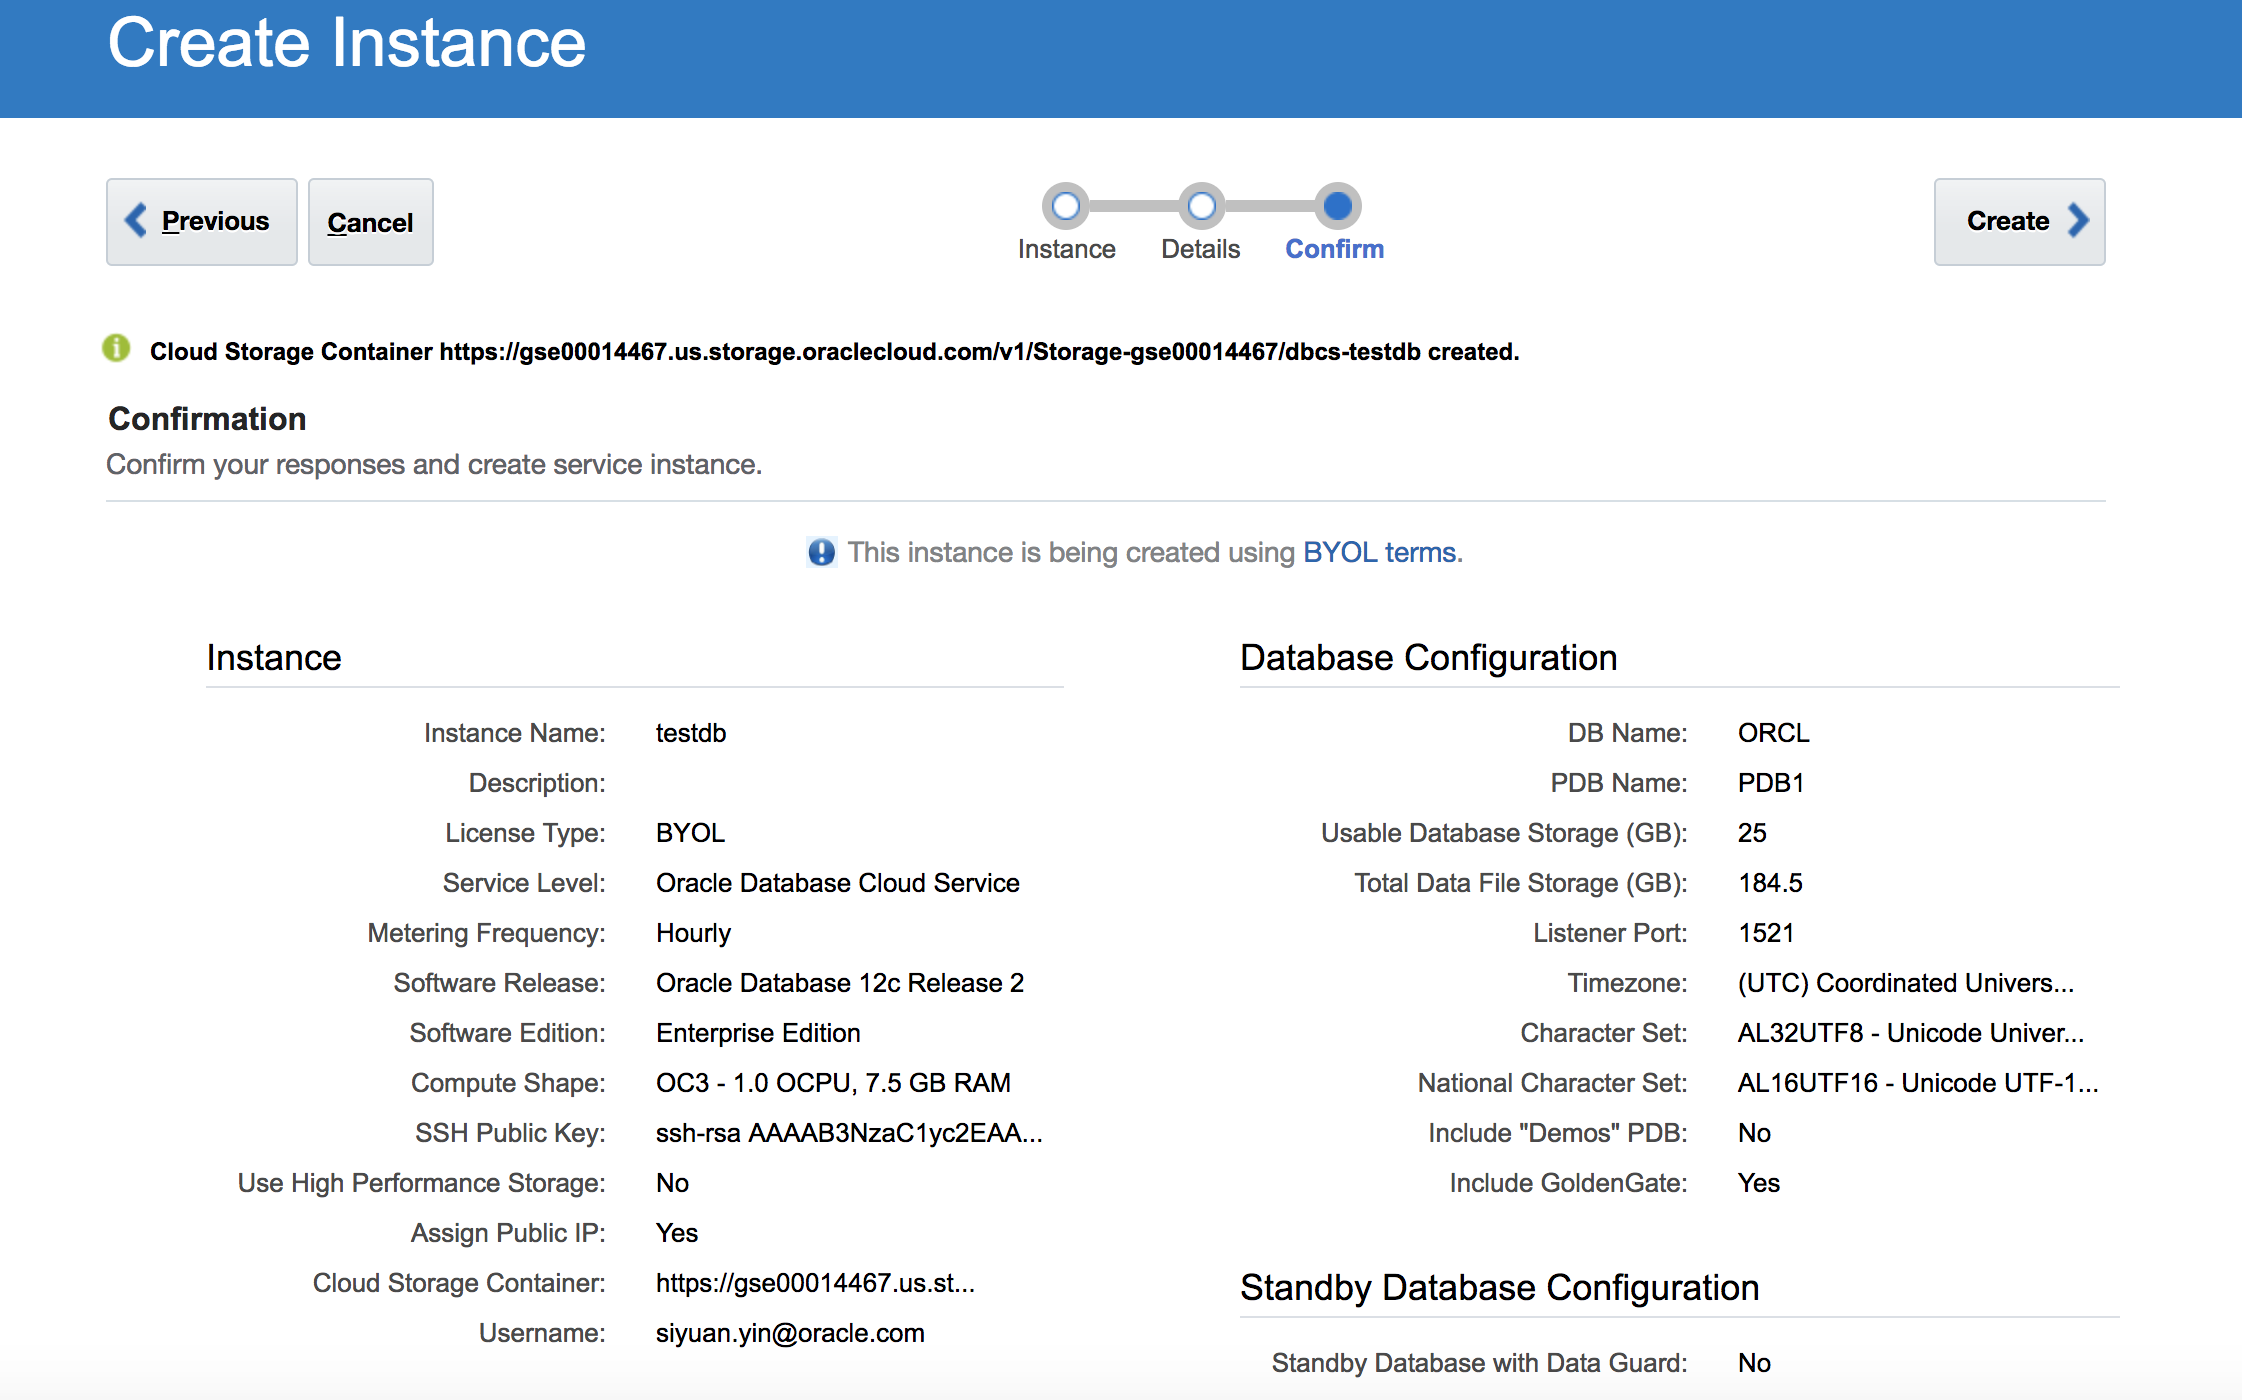 Create Instance
Previous
Cancel
Instance
Details
Confirm
Create
Cloud Storage Container https://gse00014467.us.storage.oraclecloud.com/v1/Storage-gse00014467/dbcs-testdb created.
Confirmation
Confirm your responses and create service instance.
This instance is being created using BYOL terms.
Instance
Instance Name: testdb
Description:
License Type: BYOL
Service Level: Oracle Database Cloud Service
Metering Frequency: Hourly
Software Release: Oracle Database 12c Release 2
Software Edition: Enterprise Edition
Compute Shape: OC3 - 1.0 OCPU, 7.5 GB RAM
SSH Public Key: ssh-rsa AAAAB3NzaC1yc2EAA...
Use High Performance Storage: No
Assign Public IP: Yes
Cloud Storage Container: https://gse00014467.us.st...
Username: siyuan.yin@oracle.com
Database Configuration
DB Name: ORCL
PDB Name: PDB1
Usable Database Storage (GB): 25
Total Data File Storage (GB): 184.5
Listener Port: 1521
Timezone: (UTC) Coordinated Univers...
Character Set: AL32UTF8 - Unicode Univer...
National Character Set: AL16UTF16 - Unicode UTF-1...
Include "Demos" PDB: No
Include GoldenGate: Yes
Standby Database Configuration
Standby Database with Data Guard: No